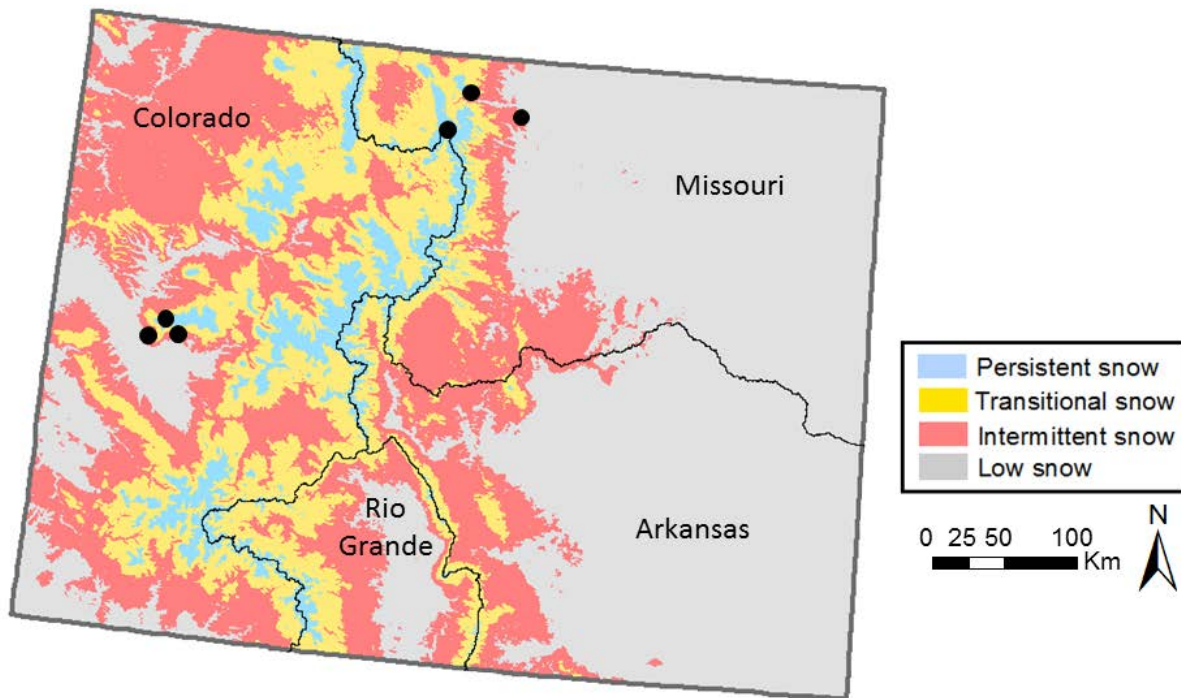 Colorado
Missouri
Rio
Grande
Arkansas
Persistent snow
Transitional snow
Intermittent snow
Low snow
N
0 25 50 100
Km